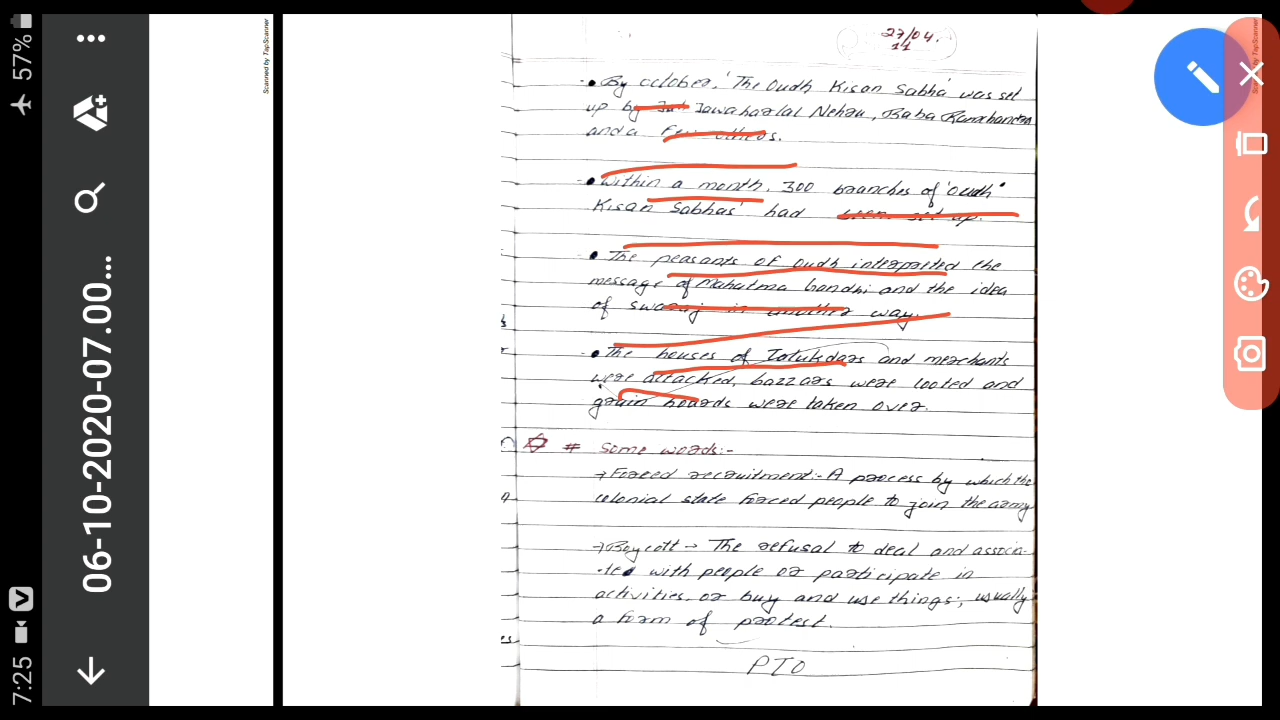 27/04.
11
• By october, 'The Oudh Kisan Sabha' was set
up by Jawaharlal Nehru, Baba Ramchandra
and a Few others.
• Within a month, 300 branches of 'Oudh
Kisan Sabhas' had been set up.
• The peasants of Oudh interpreted the
message of Mahatma Gandhi and the idea
of swaraj in another way.
• The houses of Talukdars and merchants
were attacked, bazzars were looted and
grain hoards were taken over.
# Some words:-
→ Forced recruitment:- A process by which the
colonial state forced people to join the army
→ Boycott → The refusal to deal and associa-
-te with people or participate in
activities, or buy and use things; usually
a form of protest.
PTO
Scanned by TapScanner
Scanned by TapScanner
06-10-2020-07.00...
7:25
57%